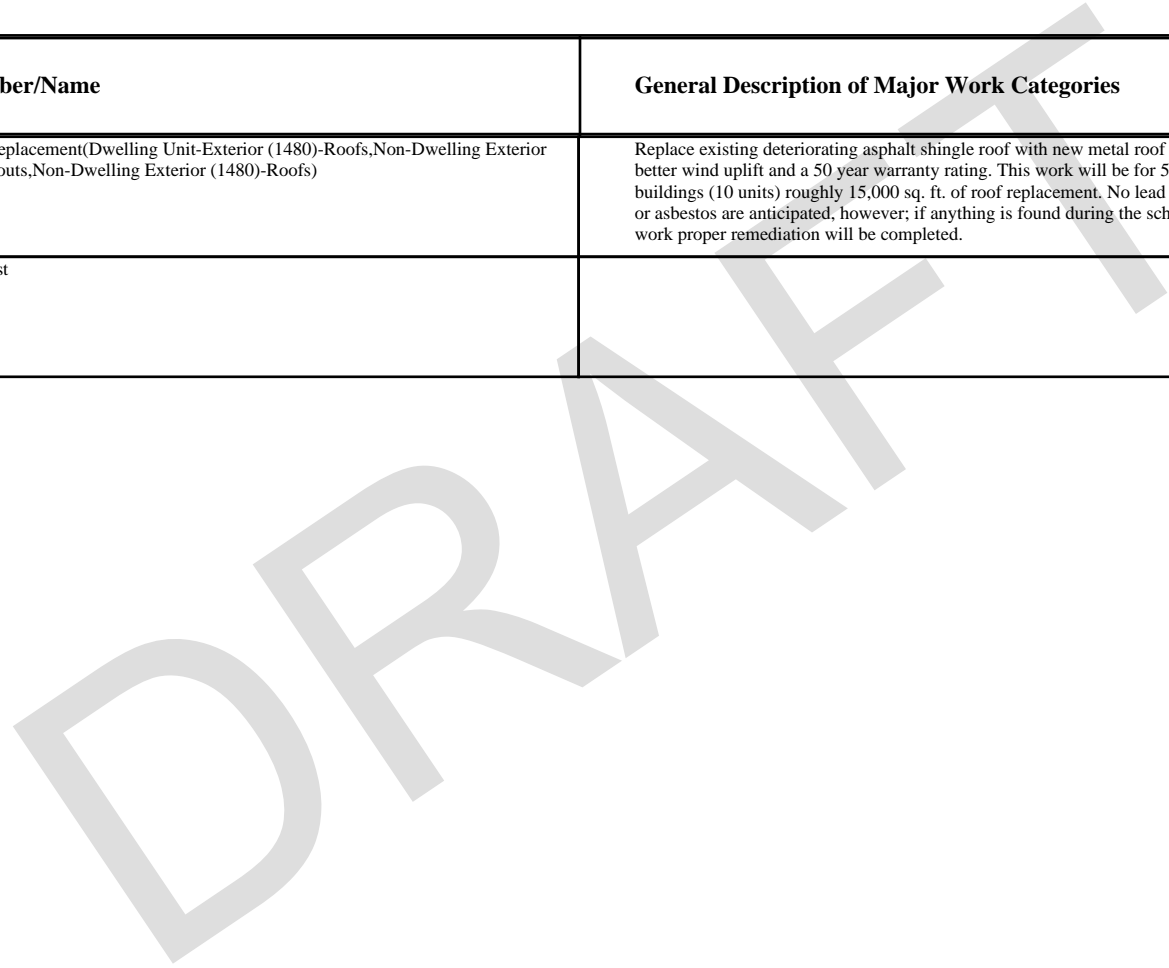 ber/Name
General Description of Major Work Categories
eplacement(Dwelling Unit-Exterior (1480)-Roofs,Non-Dwelling Exterior
outs,Non-Dwelling Exterior (1480)-Roofs)
Replace existing deteriorating asphalt shingle roof with new metal roof
better wind uplift and a 50 year warranty rating. This work will be for 5
buildings (10 units) roughly 15,000 sq. ft. of roof replacement. No lead
or asbestos are anticipated, however; if anything is found during the sch
work proper remediation will be completed.
st
DRAFT